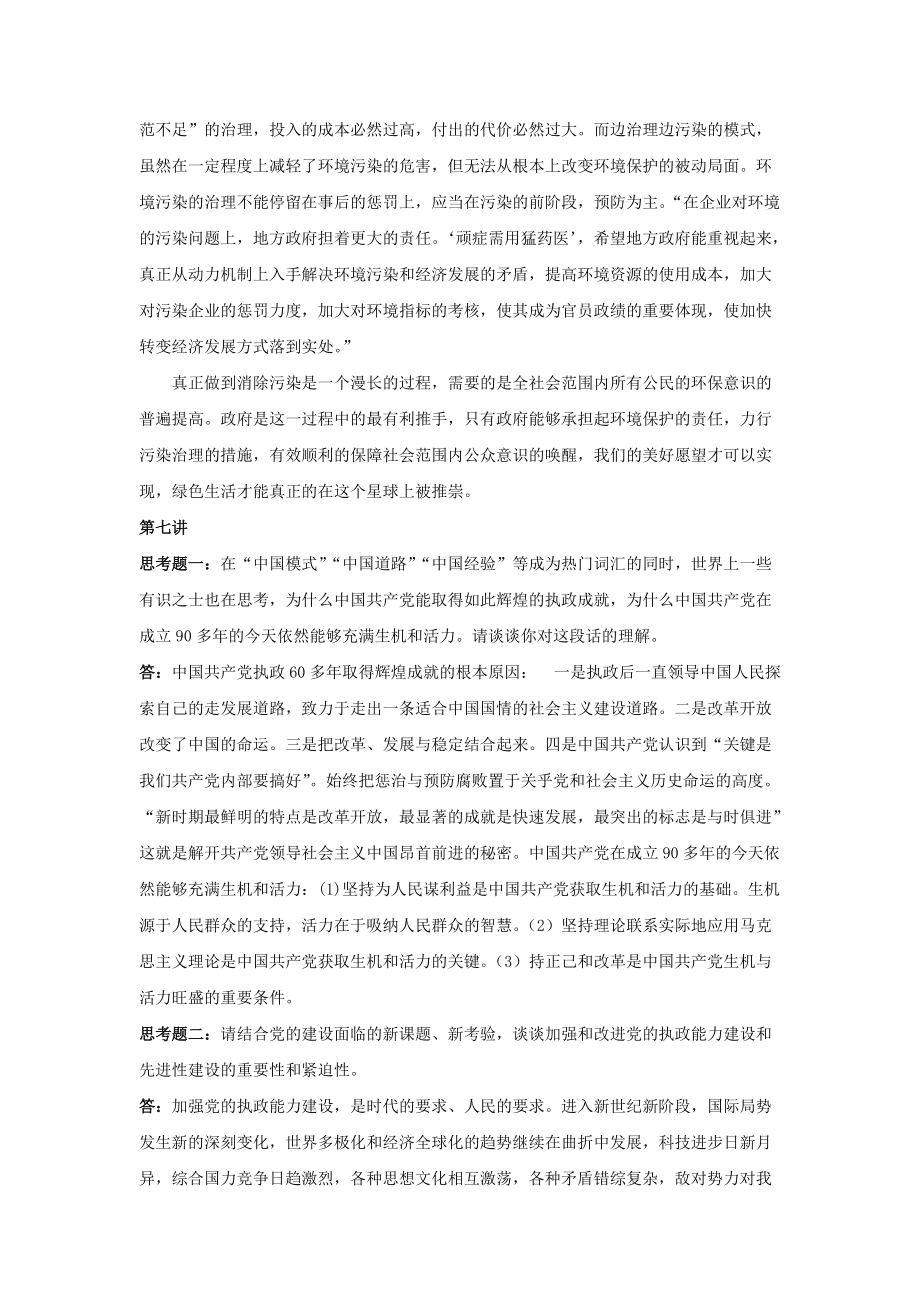 范不足”的治理，投入的成本必然过高，付出的代价必然过大。而边治理边污染的模式，
虽然在一定程度上减轻了环境污染的危害，但无法从根本上改变环境保护的被动局面。环
境污染的治理不能停留在事后的惩罚上，应当在污染的前阶段，预防为主。“在企业对环境
的污染问题上，地方政府担着更大的责任。‘顽症需用猛药医’，希望地方政府能重视起来，
真正从动力机制上入手解决环境污染和经济发展的矛盾，提高环境资源的使用成本，加大
对污染企业的惩罚力度，加大对环境指标的考核，使其成为官员政绩的重要体现，使加快
转变经济发展方式落到实处。”
真正做到消除污染是一个漫长的过程，需要的是全社会范围内所有公民的环保意识的
普遍提高。政府是这一过程中的最有利推手，只有政府能够承担起环境保护的责任，力行
污染治理的措施，有效顺利的保障社会范围内公众意识的唤醒，我们的美好愿望才可以实
现，绿色生活才能真正的在这个星球上被推崇。
第七讲
思考题一：在“中国模式”“中国道路”“中国经验”等成为热门词汇的同时，世界上一些
有识之士也在思考，为什么中国共产党能取得如此辉煌的执政成就，为什么中国共产党在
成立 90 多年的今天依然能够充满生机和活力。请谈谈你对这段话的理解。
答：中国共产党执政 60 多年取得辉煌成就的根本原因：  一是执政后一直领导中国人民探
索自己的走发展道路，致力于走出一条适合中国国情的社会主义建设道路。二是改革开放
改变了中国的命运。三是把改革、发展与稳定结合起来。四是中国共产党认识到“关键是
我们共产党内部要搞好”。始终把惩治与预防腐败置于关乎党和社会主义历史命运的高度。
“新时期最鲜明的特点是改革开放，最显著的成就是快速发展，最突出的标志是与时俱进”
这就是解开共产党领导社会主义中国昂首前进的秘密。中国共产党在成立 90 多年的今天依
然能够充满生机和活力：(1)坚持为人民谋利益是中国共产党获取生机和活力的基础。生机
源于人民群众的支持，活力在于吸纳人民群众的智慧。（2）坚持理论联系实际地应用马克
思主义理论是中国共产党获取生机和活力的关键。（3）持正己和改革是中国共产党生机与
活力旺盛的重要条件。
思考题二：请结合党的建设面临的新课题、新考验，谈谈加强和改进党的执政能力建设和
先进性建设的重要性和紧迫性。
答：加强党的执政能力建设，是时代的要求、人民的要求。进入新世纪新阶段，国际局势
发生新的深刻变化，世界多极化和经济全球化的趋势继续在曲折中发展，科技进步日新月
异，综合国力竞争日趋激烈，各种思想文化相互激荡，各种矛盾错综复杂，敌对势力对我